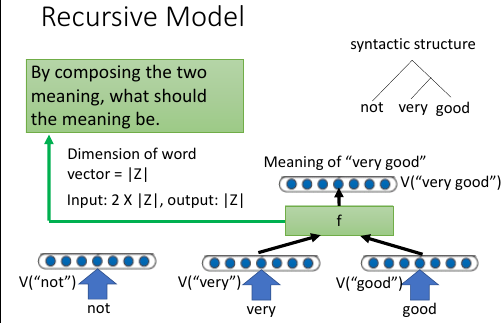 Recursive Model
syntactic structure
not very good
By composing the two
meaning, what should
the meaning be.
Dimension of word
vector = |Z|
Input: 2 X |Z|, output: |Z|
Meaning of “very good”
V(“very good”)
f
V(“not”)
V(“very”)
V(“good”)
not
very
good